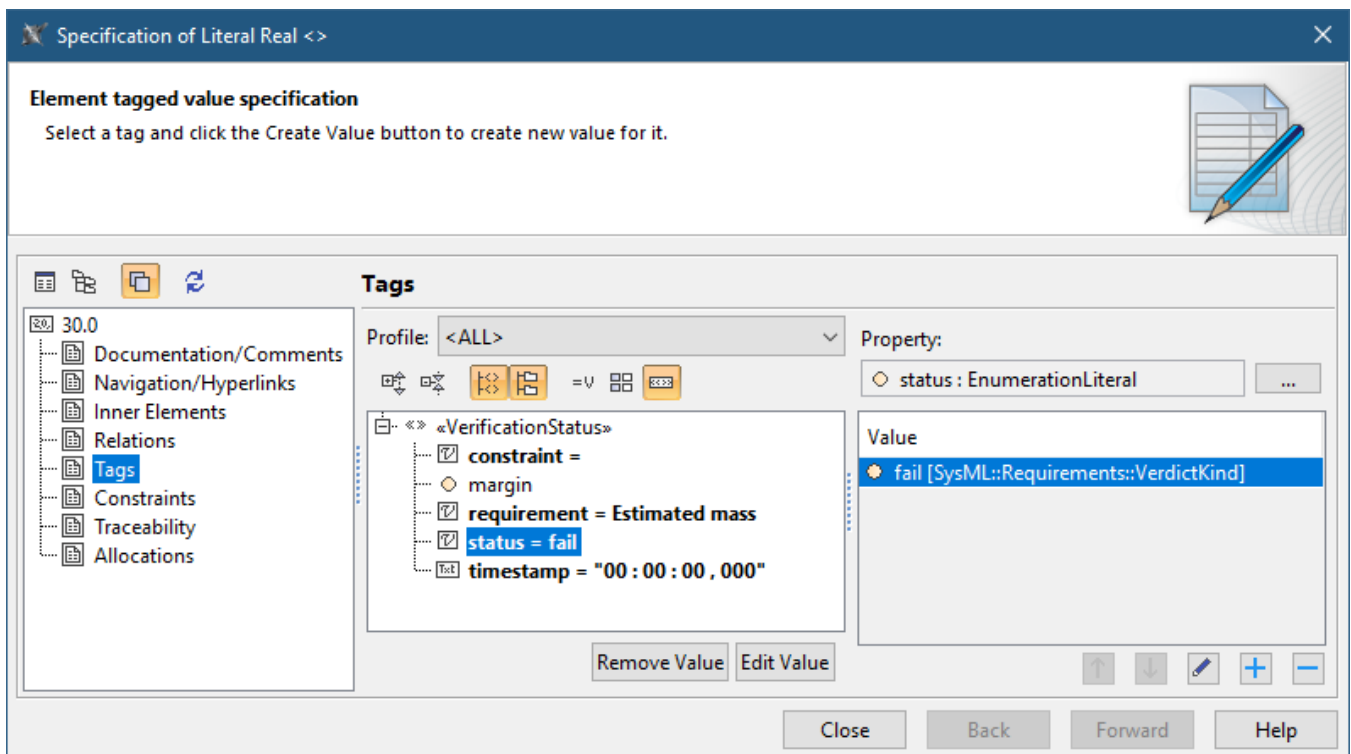 Specification of Literal Real <>
Element tagged value specification
Select a tag and click the Create Value button to create new value for it.
30.0
Documentation/Comments
Navigation/Hyperlinks
Inner Elements
Relations
Tags
Constraints
Traceability
Allocations
Tags
Profile: <ALL>
=V
«» «VerificationStatus»
constraint =
margin
requirement = Estimated mass
status = fail
timestamp = "00 : 00 : 00 , 000"
Remove Value Edit Value
Property:
status : EnumerationLiteral ...
Value
fail [SysML::Requirements::VerdictKind]
Close Back Forward Help